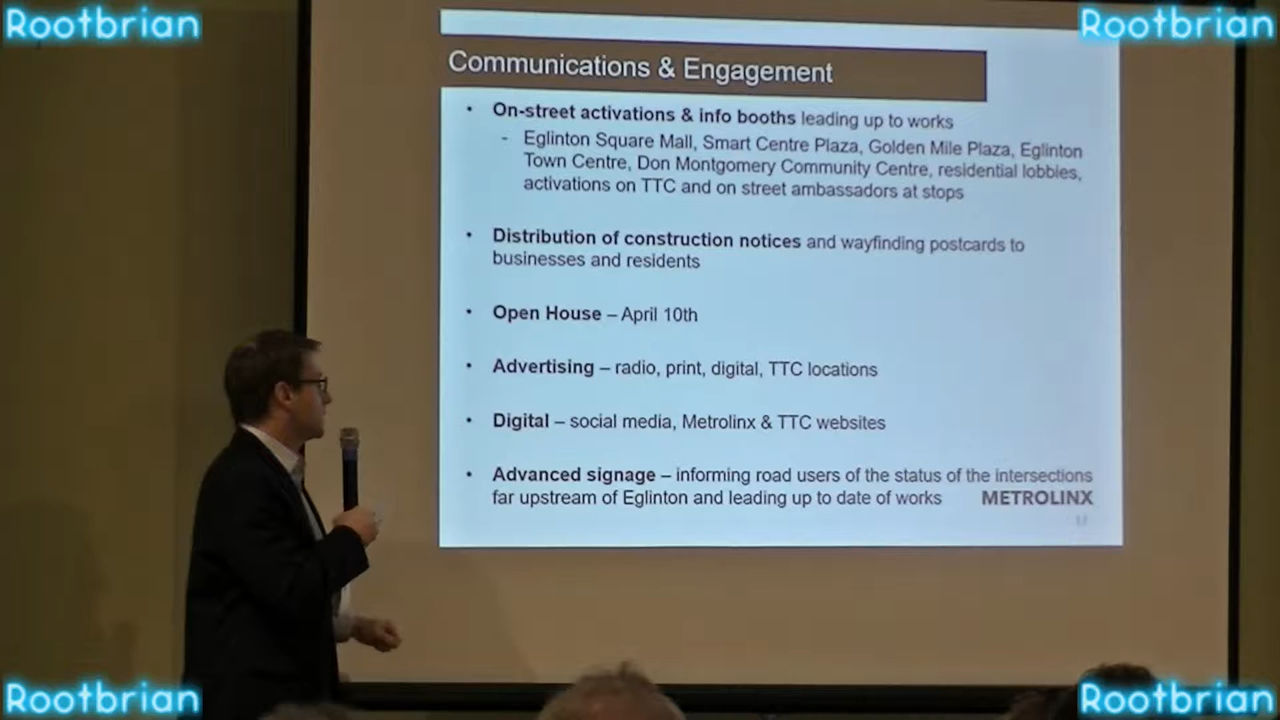 Rootbrian
Rootbrian
Communications & Engagement
• On-street activations & info booths leading up to works
- Eglinton Square Mall, Smart Centre Plaza, Golden Mile Plaza, Eglinton
Town Centre, Don Montgomery Community Centre, residential lobbies,
activations on TTC and on street ambassadors at stops
• Distribution of construction notices and wayfinding postcards to
businesses and residents
• Open House – April 10th
• Advertising – radio, print, digital, TTC locations
• Digital – social media, Metrolinx & TTC websites
• Advanced signage – informing road users of the status of the intersections
far upstream of Eglinton and leading up to date of works
METROLINX
Rootbrian
Rootbrian